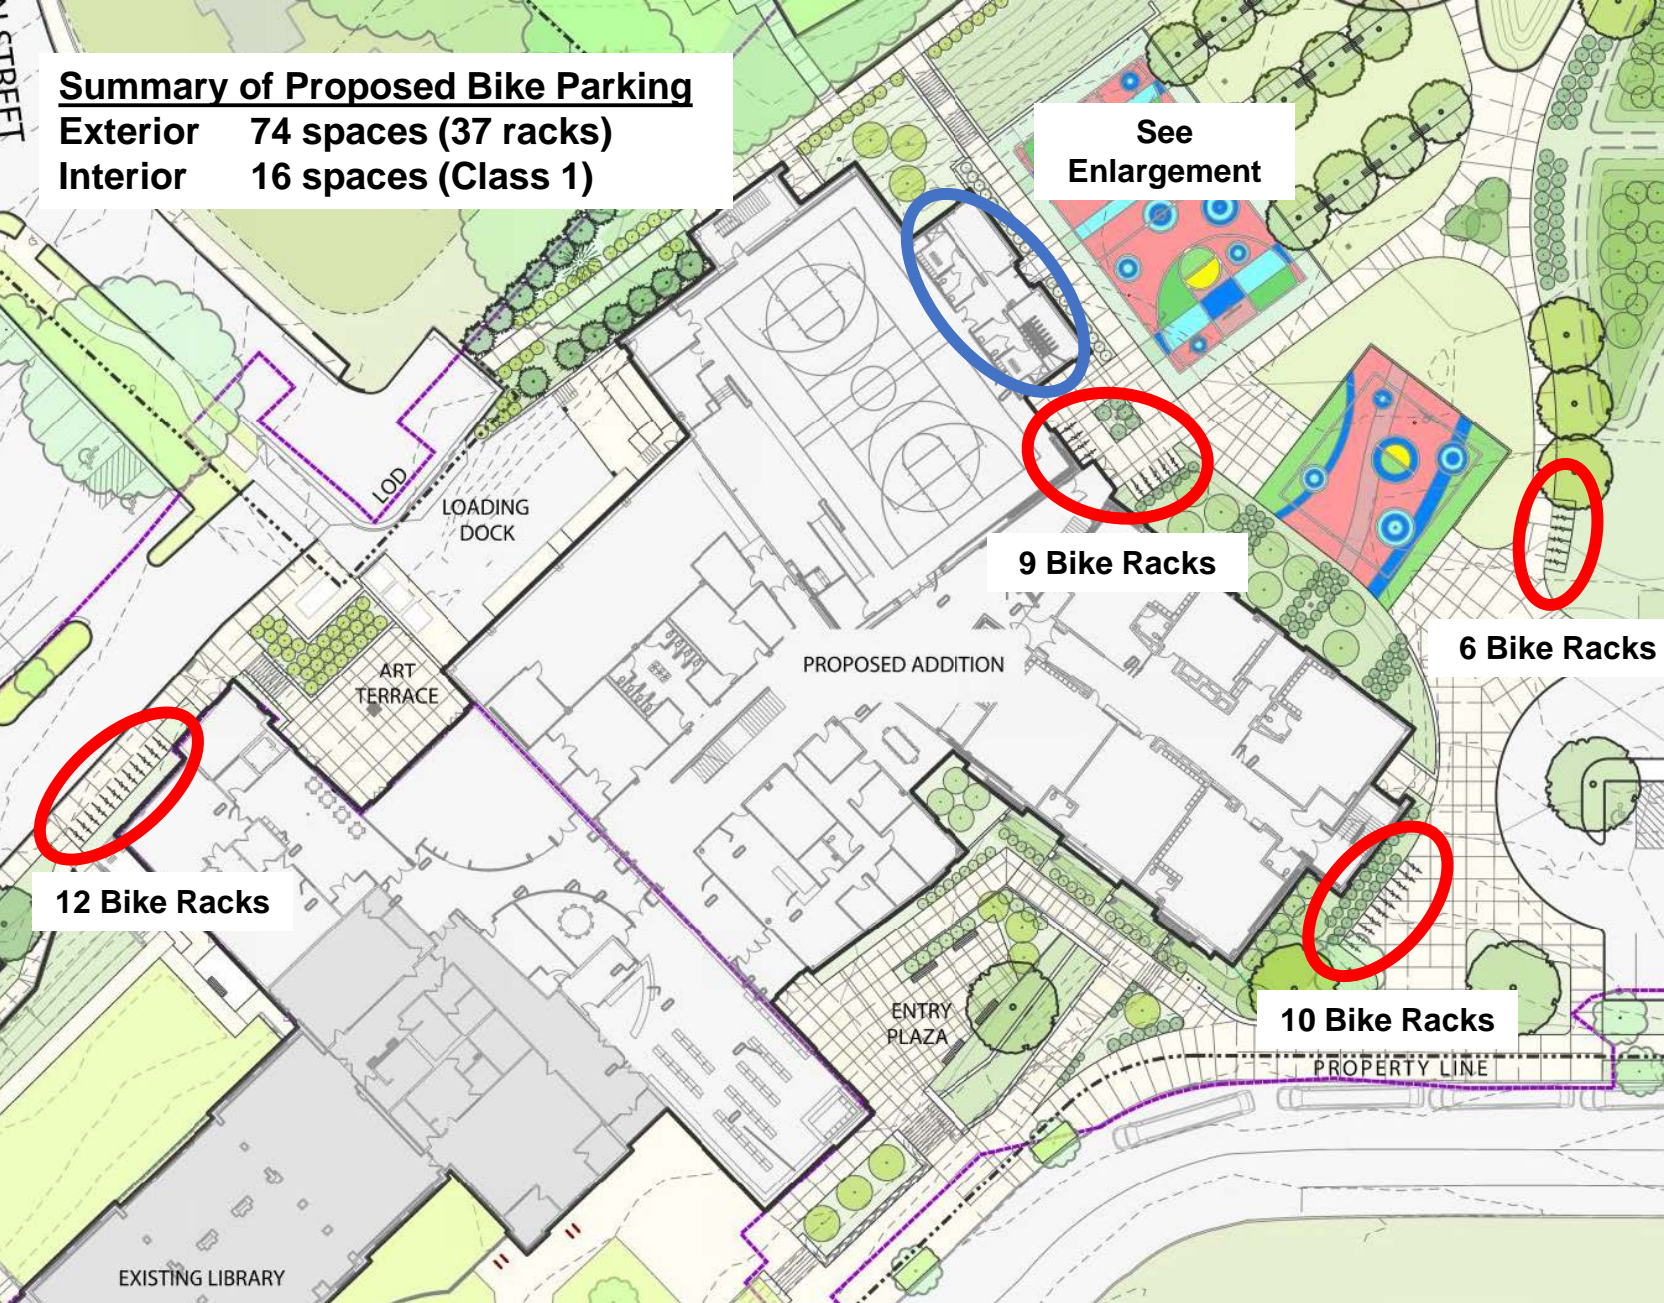 N STREET
Summary of Proposed Bike Parking
Exterior 74 spaces (37 racks)
Interior 16 spaces (Class 1)
See
Enlargement
LOD
LOADING
DOCK
9 Bike Racks
6 Bike Racks
PROPOSED ADDITION
ART
TERRACE
12 Bike Racks
10 Bike Racks
ENTRY
PLAZA
PROPERTY LINE
EXISTING LIBRARY